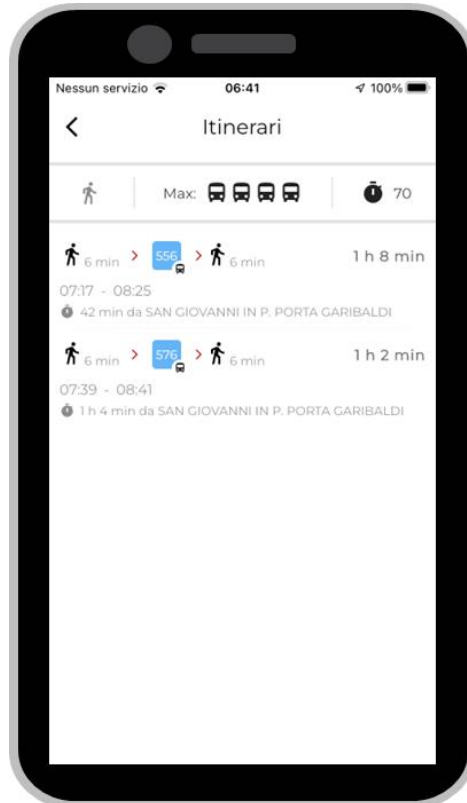 Nessun servizio 06:41 100%
Itinerari
Max: 70
6 min > 556 > 6 min 1 h 8 min
07:17 - 08:25
42 min da SAN GIOVANNI IN P. PORTA GARIBALDI
6 min > 576 > 6 min 1 h 2 min
07:39 - 08:41
1 h 4 min da SAN GIOVANNI IN P. PORTA GARIBALDI